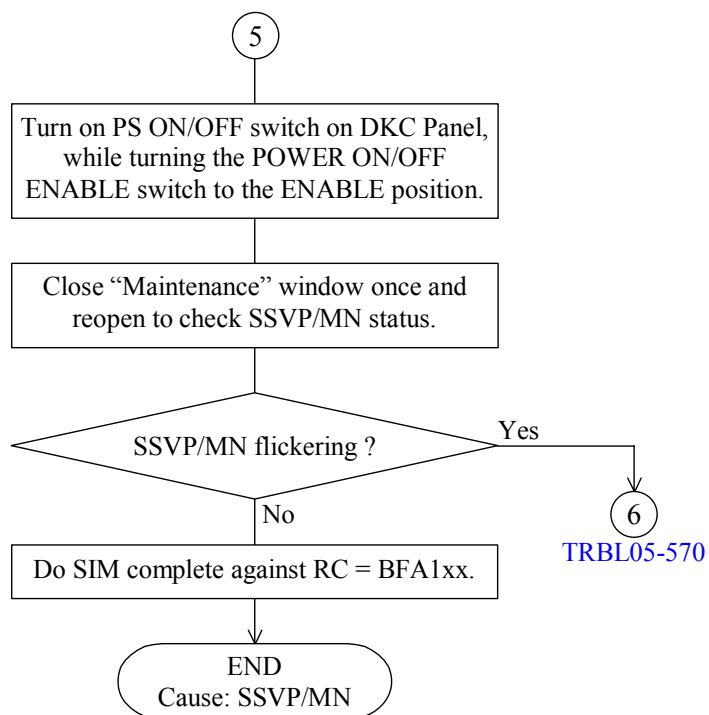 5
Turn on PS ON/OFF switch on DKC Panel,
while turning the POWER ON/OFF
ENABLE switch to the ENABLE position.
Close “Maintenance” window once and
reopen to check SSVP/MN status.
SSVP/MN flickering ?
Yes
6
TRBL05-570
No
Do SIM complete against RC = BFA1xx.
END
Cause: SSVP/MN